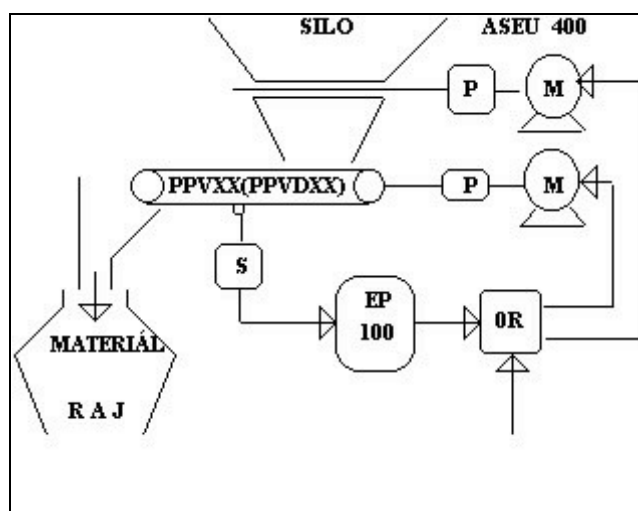 SILO ASEU 400
P M
PPVXX(PPVDXX) P M
S
EP
100
0R
MATERIÁL
R A J